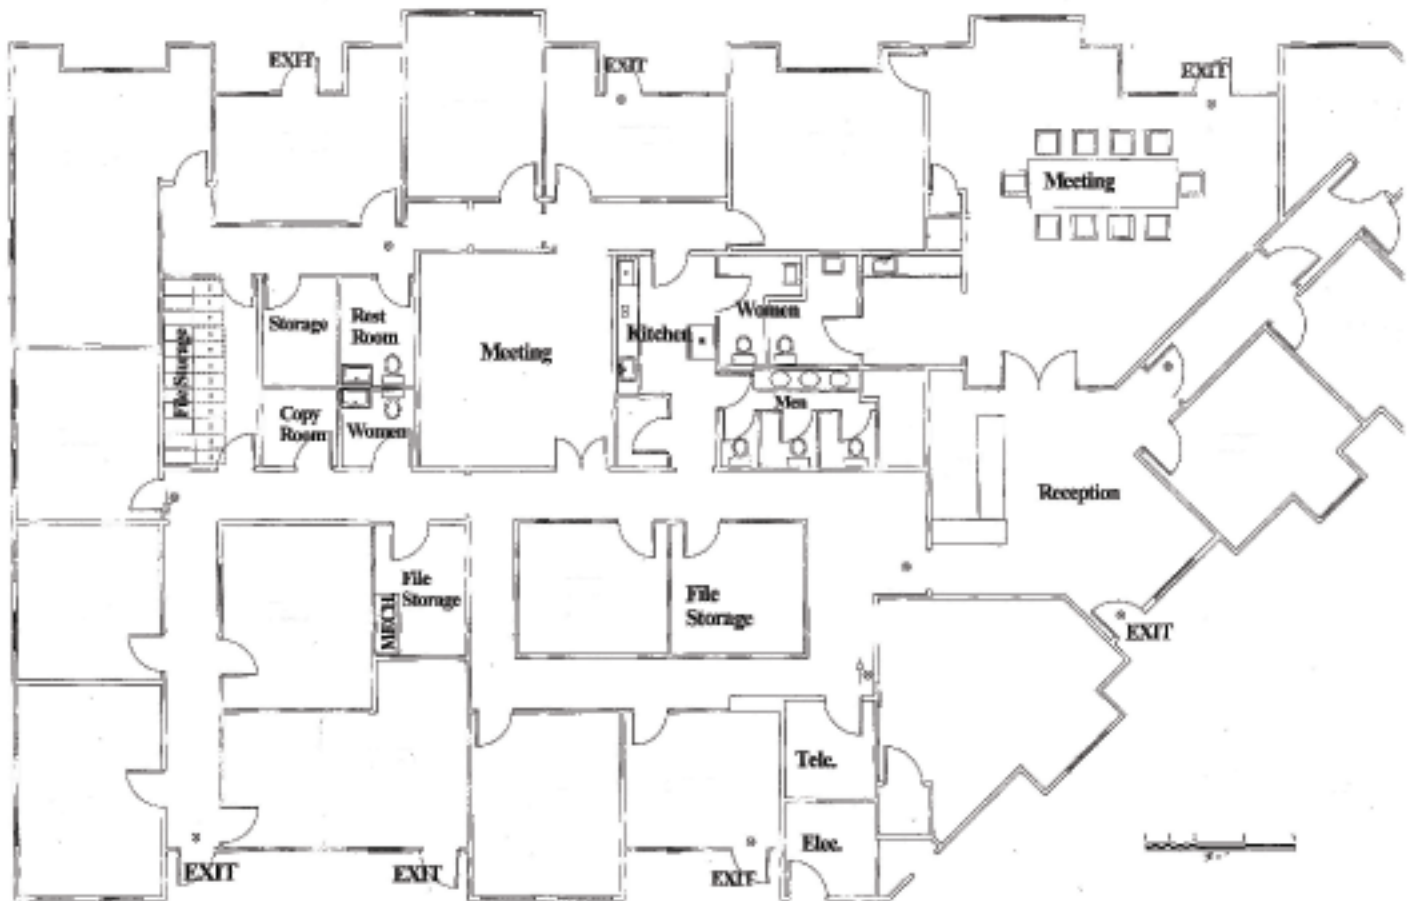 EXIT
EXIT
EXIT
Meeting
Storage
Rest
Room
File Storage
Meeting
Kitchen
Women
Copy
Room
Women
Men
Reception
File
Storage
MECH.
File
Storage
EXIT
Tele.
Elec.
EXIT
EXIT
EXIT